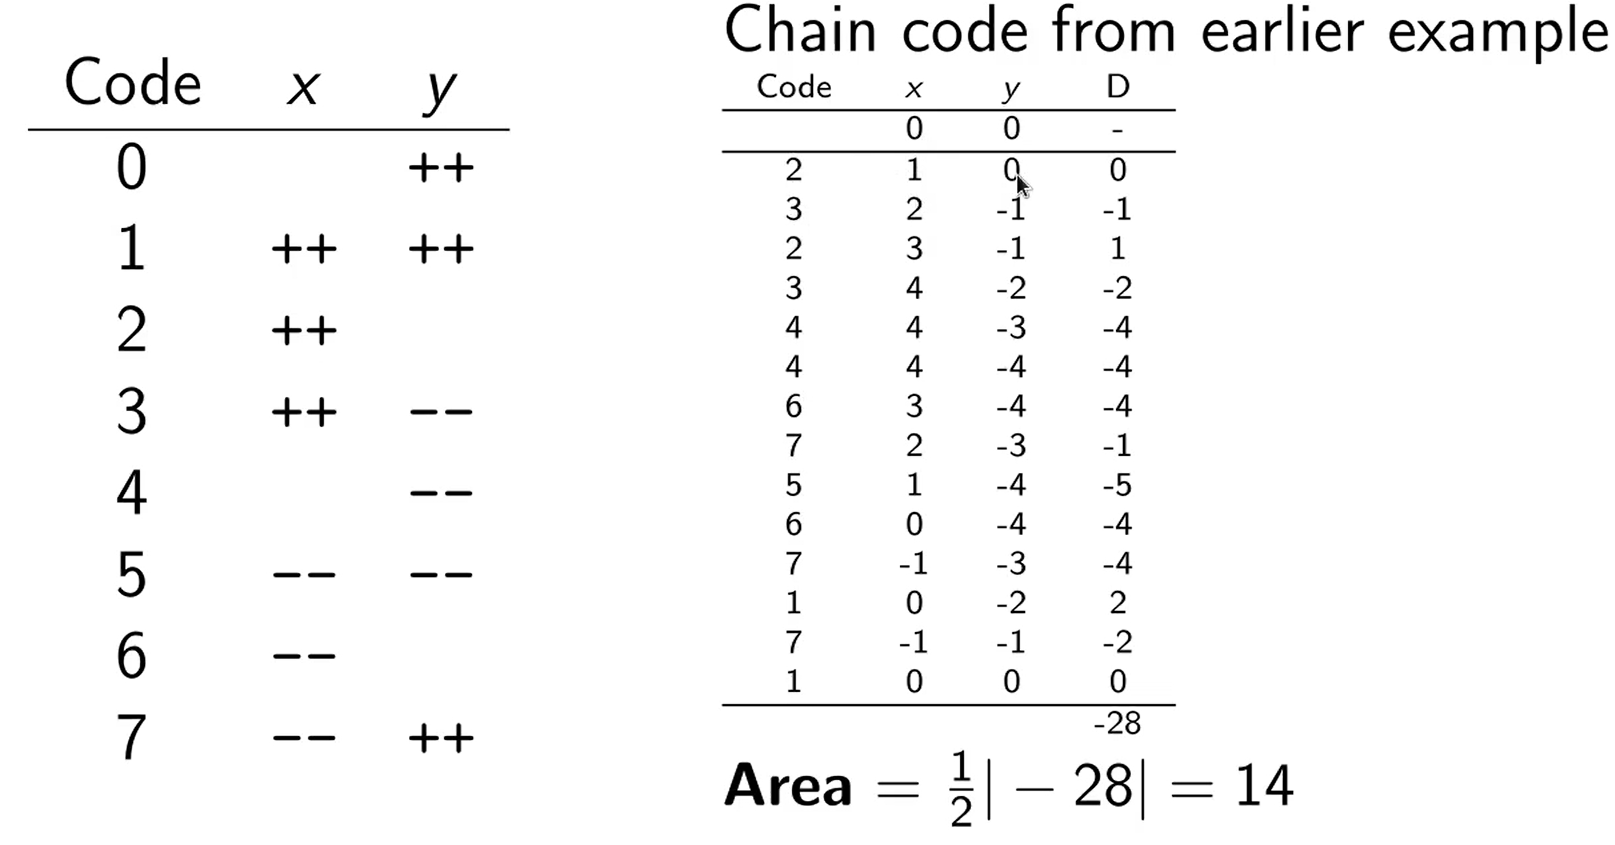 Code x y
0 ++
1 ++ ++
2 ++
3 ++ −−
4 −−
5 −− −−
6 −−
7 −− ++
Chain code from earlier example
Code x y D
0 0 -
2 1 0 0
3 2 -1 -1
2 3 -1 1
3 4 -2 -2
4 4 -3 -4
4 4 -4 -4
6 3 -4 -4
7 2 -3 -1
5 1 -4 -5
6 0 -4 -4
7 -1 -3 -4
1 0 -2 2
7 -1 -1 -2
1 0 0 0
-28
Area = 1/2| − 28| = 14